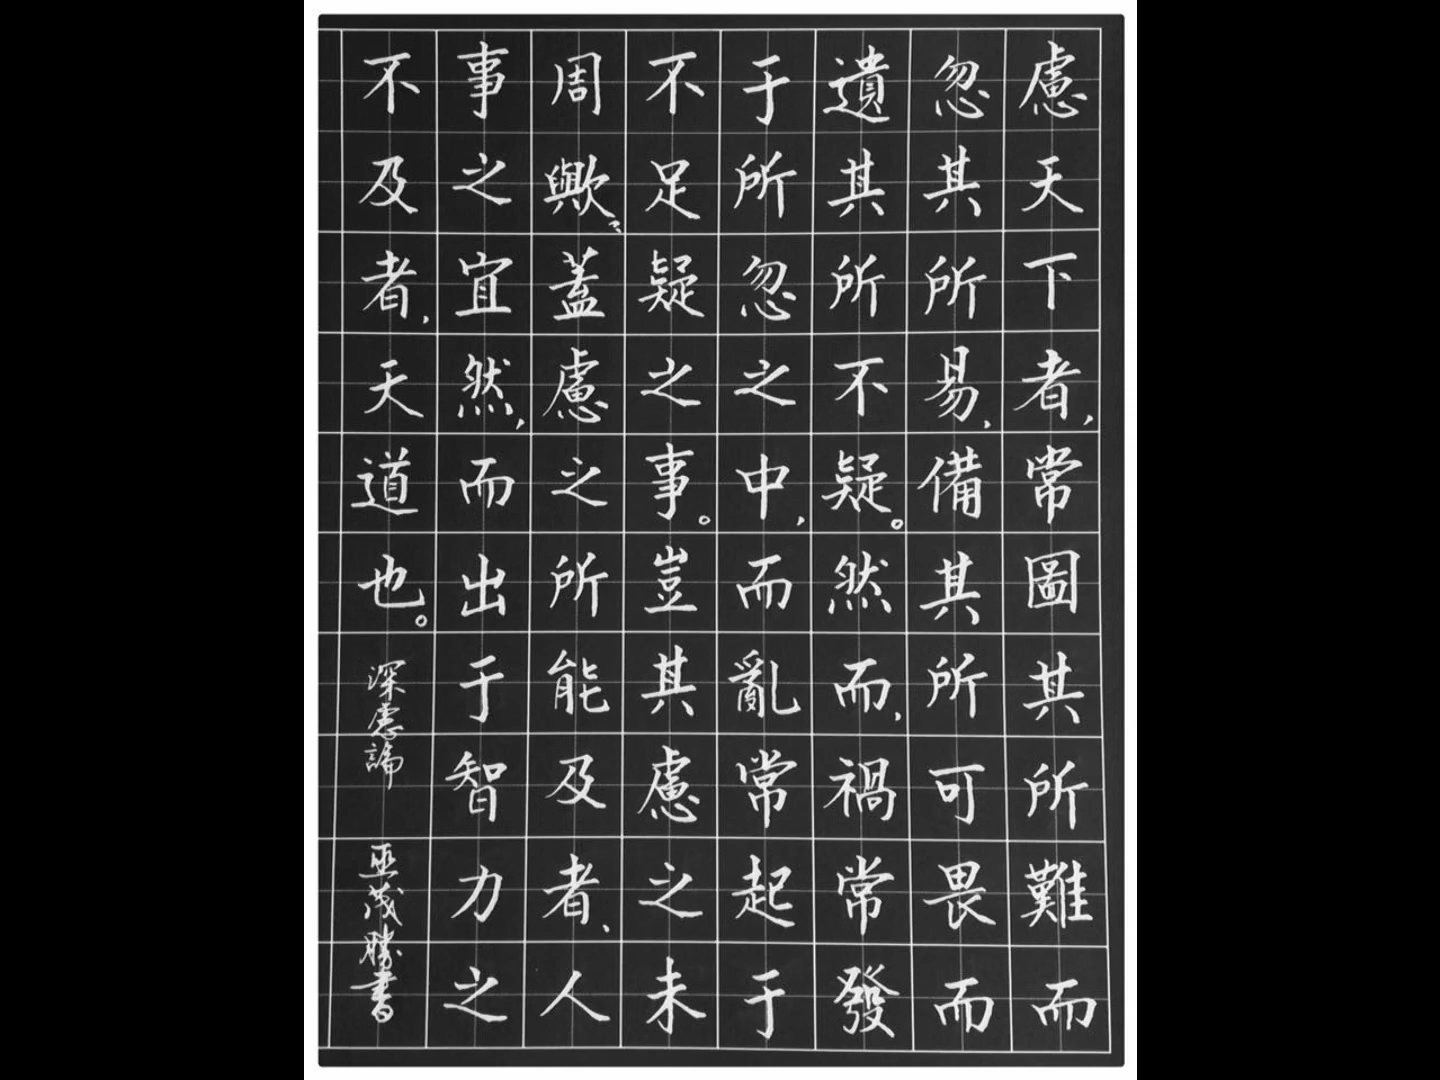 慮天下者，常圖其所難而
忽其所易，備其所可畏而
遺其所不疑。然而，禍常發
于所忽之中，而亂常起于
不足疑之事。豈其慮之未
周歟、蓋慮之所能及者、人
事之宜然，而出于智力之
不及者，天道也。
深慮論
巫茂勝書